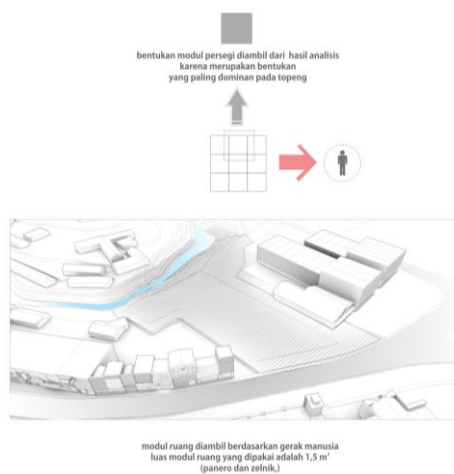 bentukan modul persegi diambil dari hasil analisis
karena merupakan bentukan
yang paling dominan pada topeng
modul ruang diambil berdasarkan gerak manusia
luas modul ruang yang dipakai adalah 1,5 m²
(panero dan zelnik,)